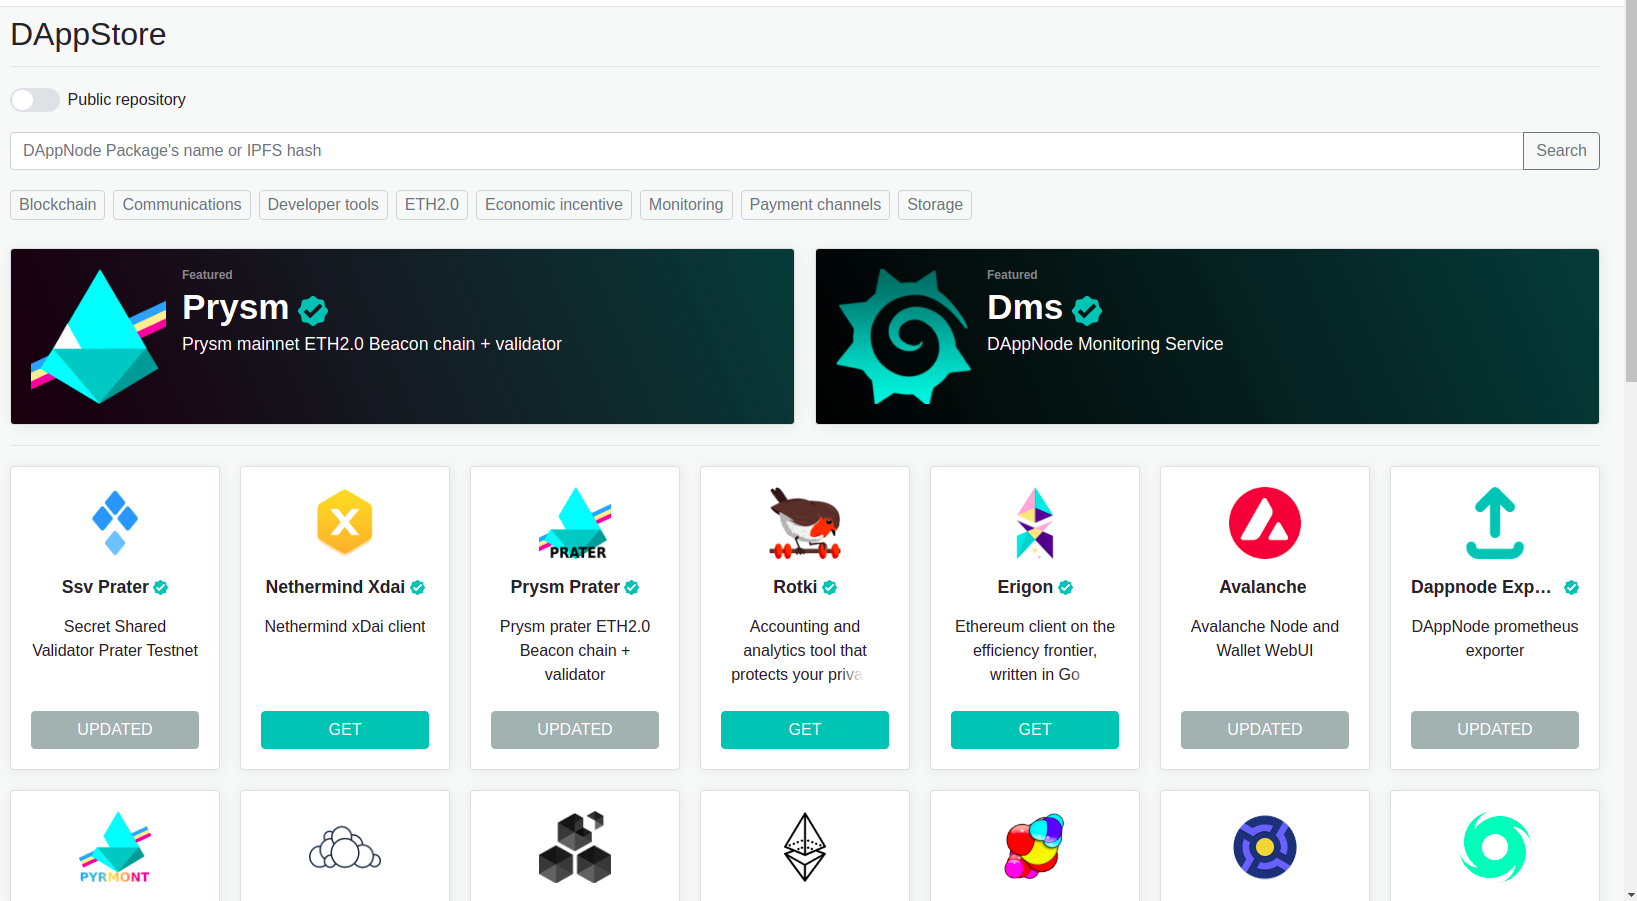 DAppStore
Public repository
DAppNode Package's name or IPFS hash
Search
Blockchain
Communications
Developer tools
ETH2.0
Economic incentive
Monitoring
Payment channels
Storage
Featured
Prysm
Prysm mainnet ETH2.0 Beacon chain + validator
Featured
Dms
DAppNode Monitoring Service
Ssv Prater
Secret Shared
Validator Prater Testnet
UPDATED
X
Nethermind Xdai
Nethermind xDai client
GET
PRATER
Prysm Prater
Prysm prater ETH2.0
Beacon chain +
validator
UPDATED
Rotki
Accounting and
analytics tool that
protects your priva
GET
Erigon
Ethereum client on the
efficiency frontier,
written in Go
GET
Avalanche
Avalanche Node and
Wallet WebUI
UPDATED
Dappnode Exp…
DAppNode prometheus
exporter
UPDATED
PYRMONT